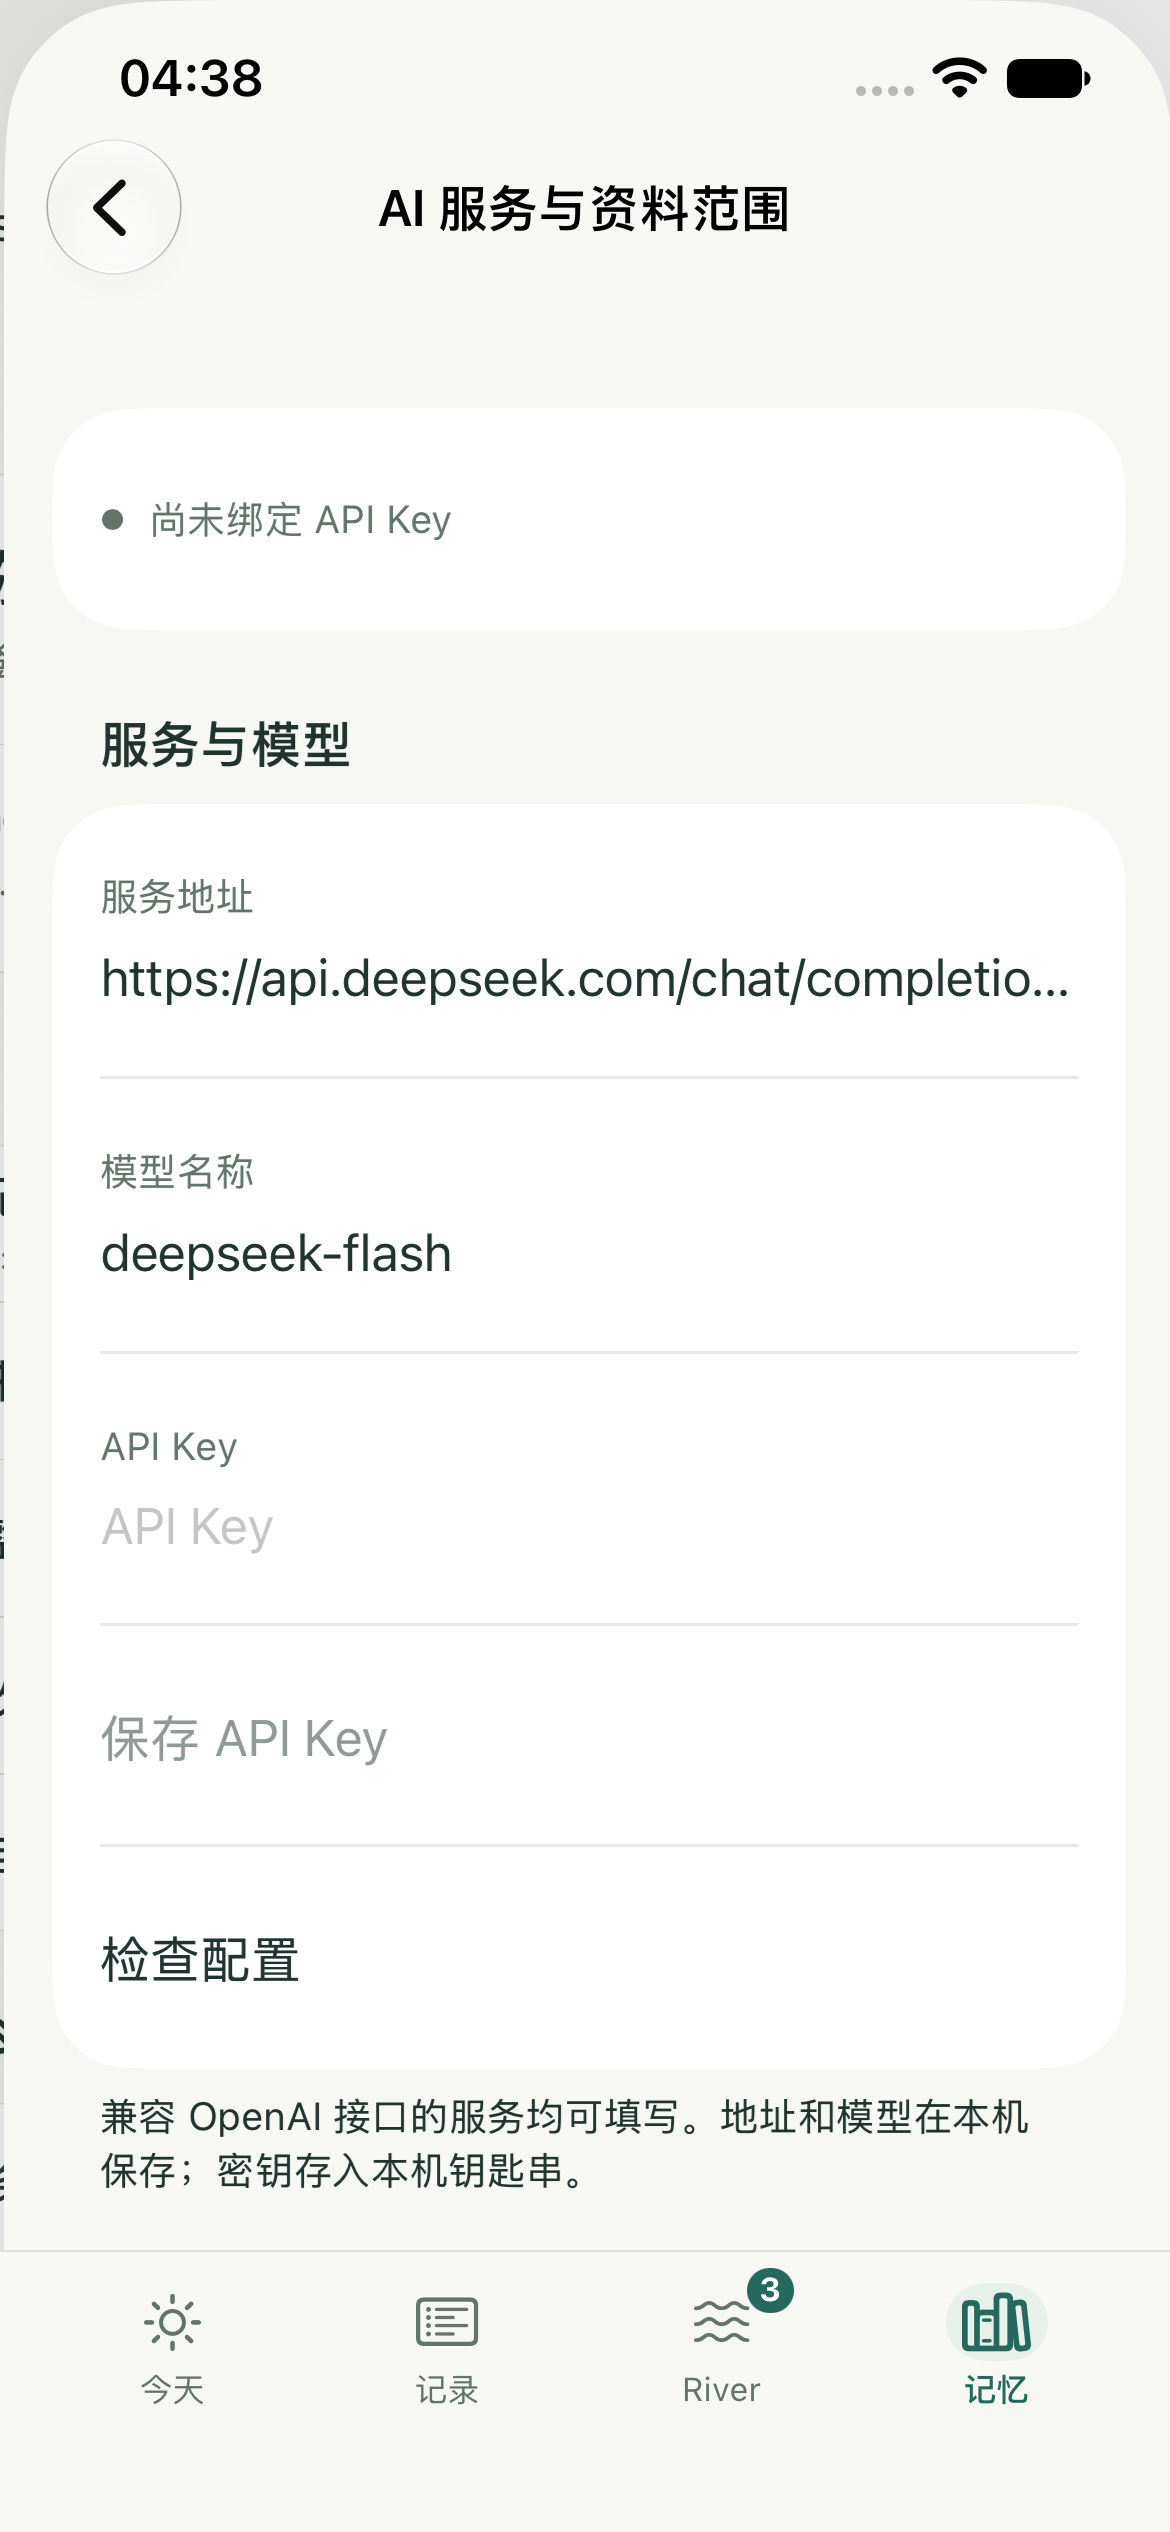 04:38
AI 服务与资料范围
尚未绑定 API Key
服务与模型
服务地址
https://api.deepseek.com/chat/completio...
模型名称
deepseek-flash
API Key
API Key
保存 API Key
检查配置
兼容 OpenAI 接口的服务均可填写。地址和模型在本机
保存；密钥存入本机钥匙串。
3
今天
记录
River
记忆